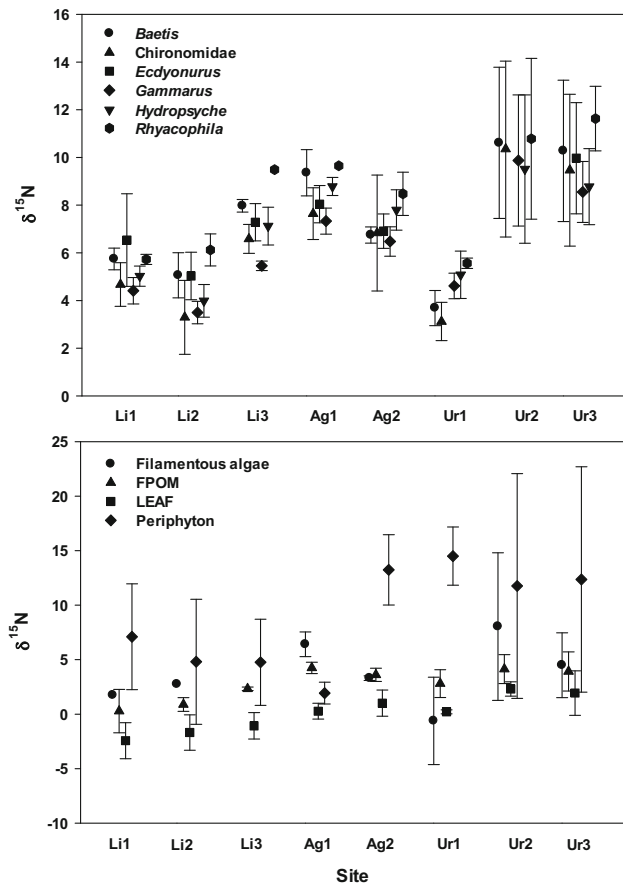 16
14
12
10
8
6
4
2
0
δ ¹⁵N
Baetis
Chironomidae
Ecdyonurus
Gammarus
Hydropsyche
Rhyacophila
Li1 Li2 Li3 Ag1 Ag2 Ur1 Ur2 Ur3
25
20
15
10
5
0
-5
-10
δ ¹⁵N
Filamentous algae
FPOM
LEAF
Periphyton
Li1 Li2 Li3 Ag1 Ag2 Ur1 Ur2 Ur3
Site